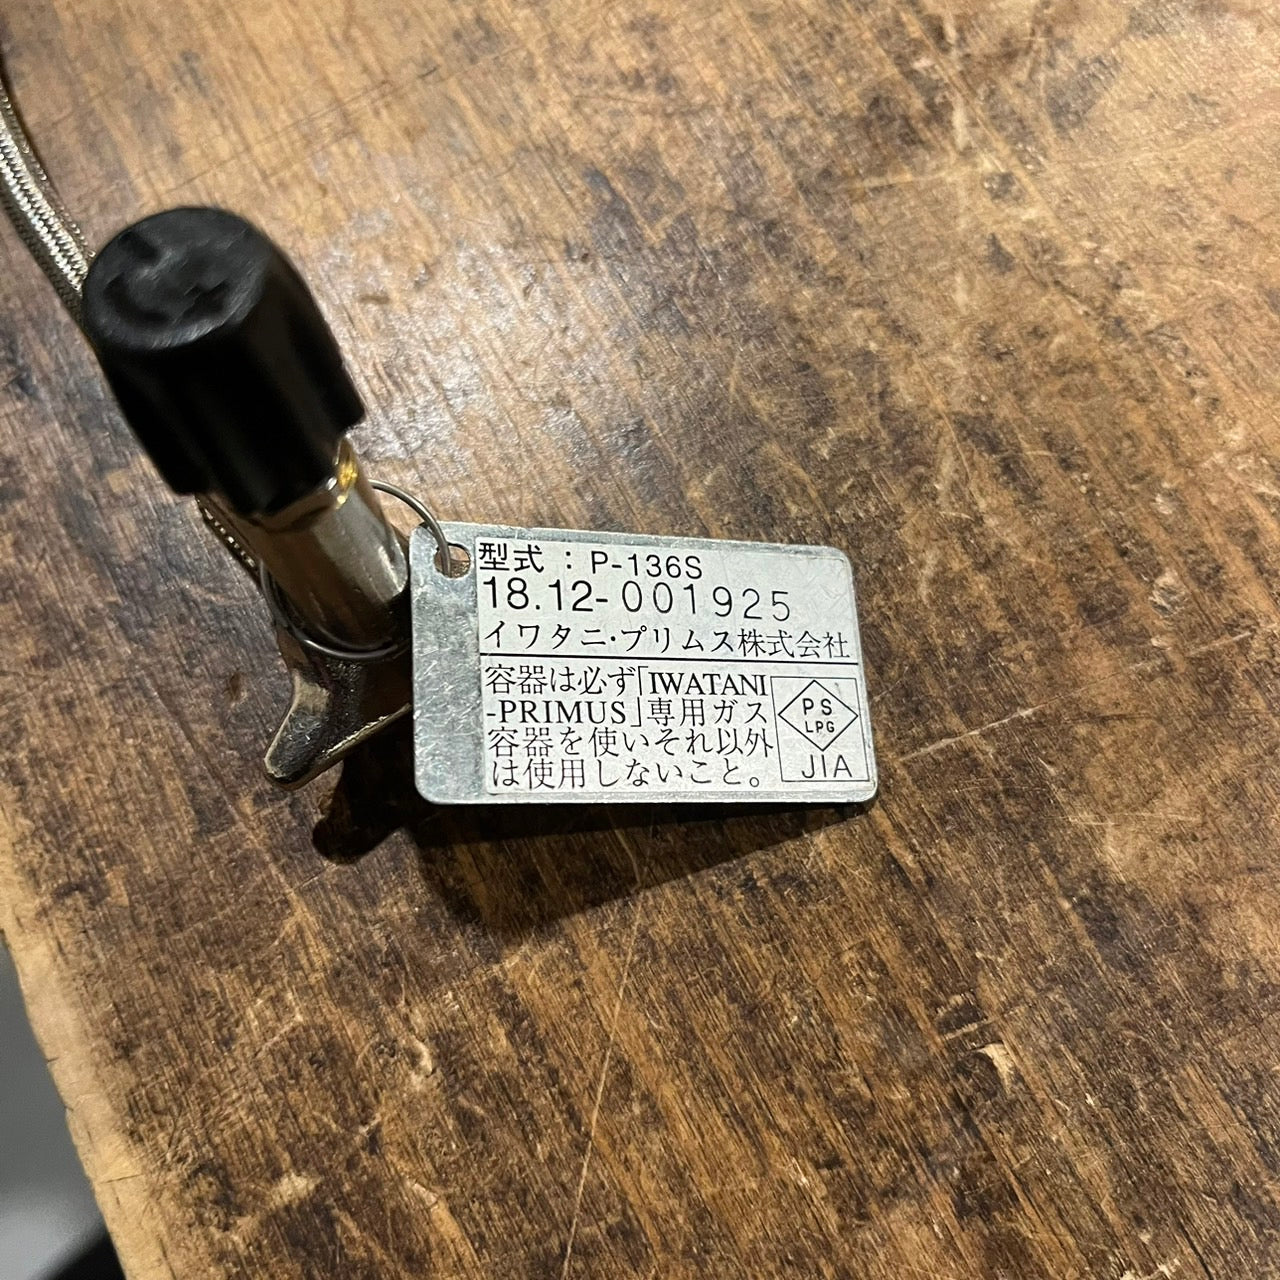 型式：P-136S
18.12-001925
イワタニ・プリムス株式会社
容器は必ず「IWATANI
-PRIMUS」専用ガス
容器を使いそれ以外
は使用しないこと。
PS
LPG
JIA